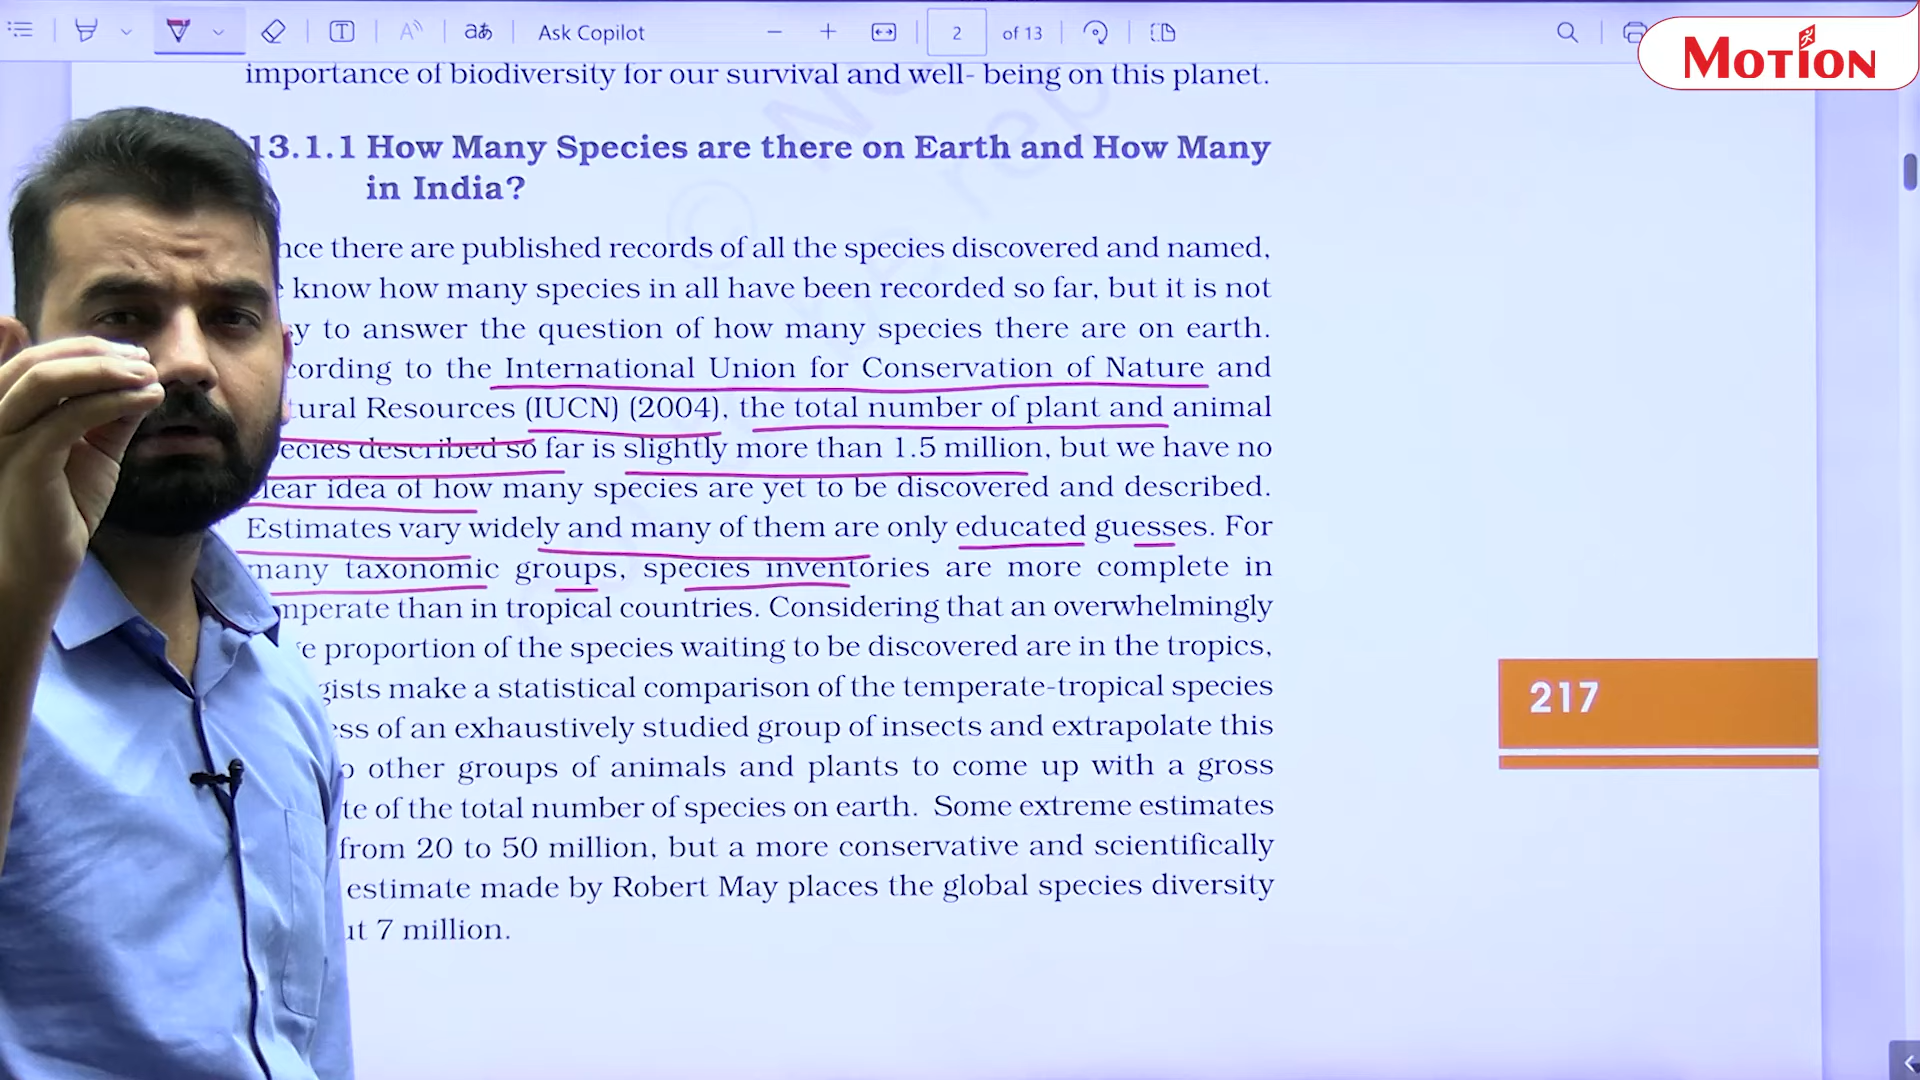 Ask Copilot
2 of 13
MOTION
importance of biodiversity for our survival and well- being on this planet.
13.1.1 How Many Species are there on Earth and How Many
in India?
nce there are published records of all the species discovered and named,
know how many species in all have been recorded so far, but it is not
sy to answer the question of how many species there are on earth.
cording to the International Union for Conservation of Nature and
tural Resources (IUCN) (2004), the total number of plant and animal
ecies described so far is slightly more than 1.5 million, but we have no
clear idea of how many species are yet to be discovered and described.
Estimates vary widely and many of them are only educated guesses. For
many taxonomic groups, species inventories are more complete in
mperate than in tropical countries. Considering that an overwhelmingly
ge proportion of the species waiting to be discovered are in the tropics,
gists make a statistical comparison of the temperate-tropical species
ess of an exhaustively studied group of insects and extrapolate this
o other groups of animals and plants to come up with a gross
te of the total number of species on earth. Some extreme estimates
from 20 to 50 million, but a more conservative and scientifically
estimate made by Robert May places the global species diversity
ut 7 million.
217